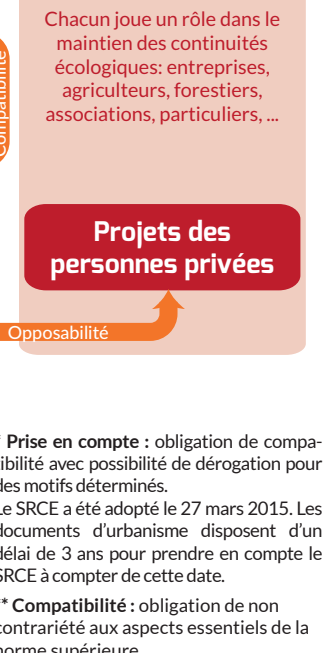 Chacun joue un rôle dans le
maintien des continuités
écologiques: entreprises,
agriculteurs, forestiers,
associations, particuliers, ...
Compatibilité
Projets des
personnes privées
Opposabilité
* Prise en compte : obligation de compa-
tibilité avec possibilité de dérogation pour
des motifs déterminés.
Le SRCE a été adopté le 27 mars 2015. Les
documents d'urbanisme disposent d'un
délai de 3 ans pour prendre en compte le
SRCE à compter de cette date.
** Compatibilité : obligation de non
contrariété aux aspects essentiels de la
norme supérieure